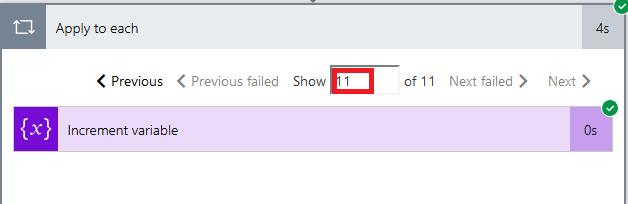 Apply to each 4s
Previous Previous failed Show 11 of 11 Next failed Next
{x} Increment variable 0s